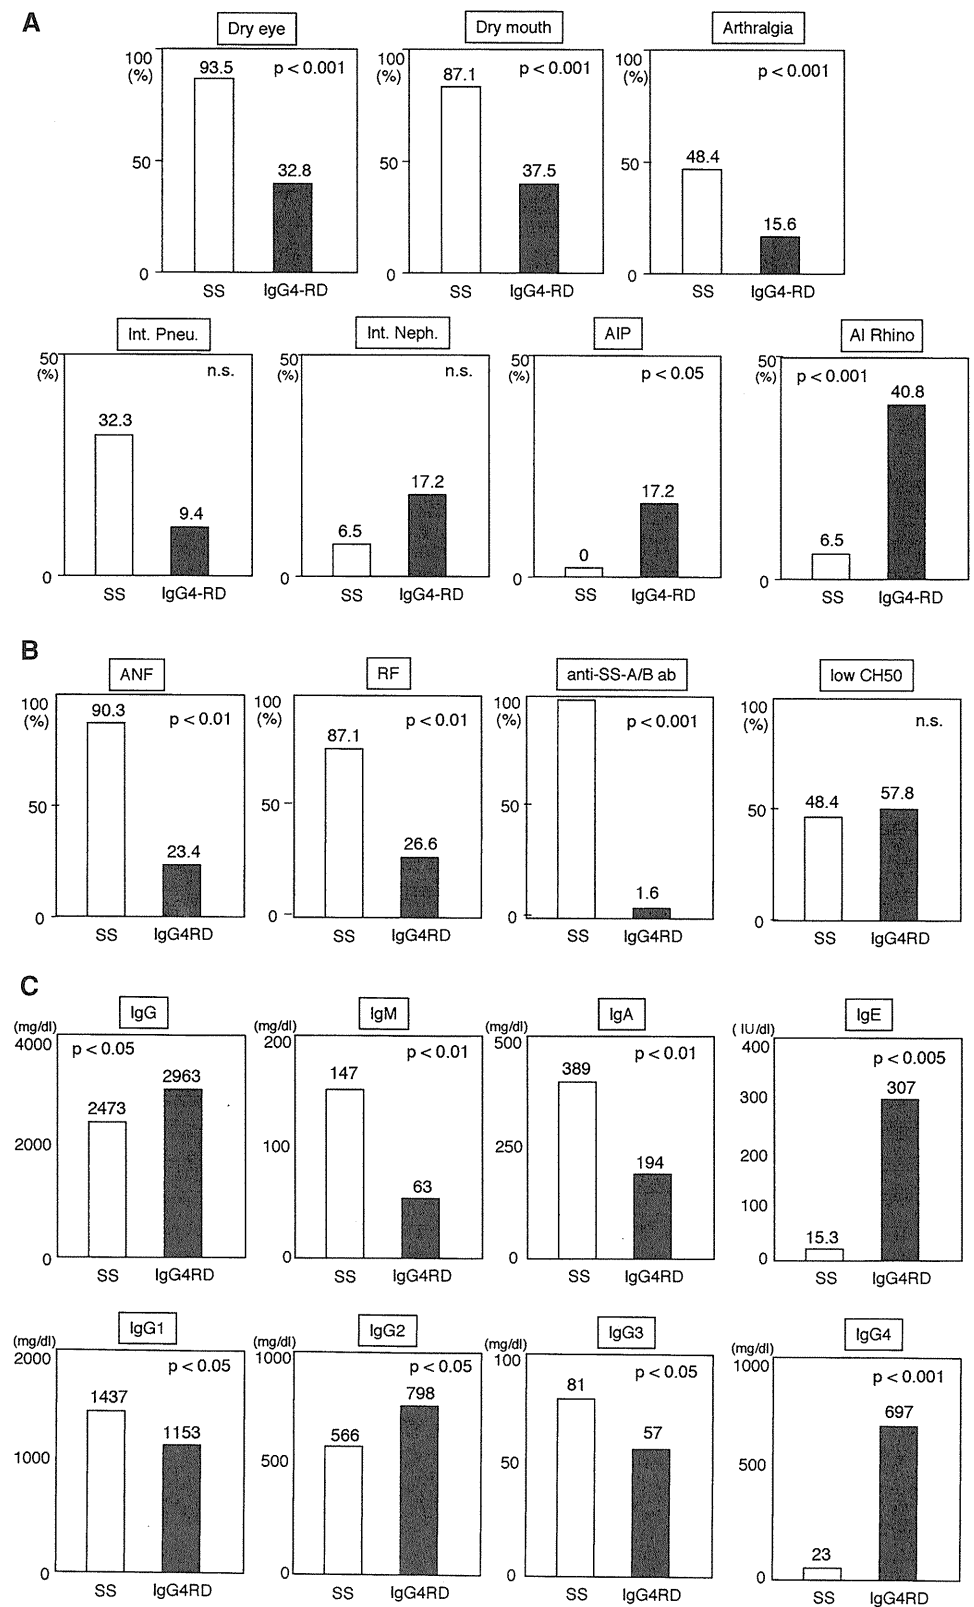 A
Dry eye
Dry mouth
Arthralgia
100
(%)
93.5
p < 0.001
50
32.8
0
SS
IgG4-RD
100
(%)
87.1
p < 0.001
50
37.5
0
SS
IgG4-RD
100
(%)
p < 0.001
48.4
50
15.6
0
SS
IgG4-RD
Int. Pneu.
Int. Neph.
AIP
AI Rhino
50
(%)
n.s.
32.3
9.4
0
SS
IgG4-RD
50
(%)
n.s.
6.5
17.2
0
SS
IgG4-RD
50
(%)
p < 0.05
0
17.2
0
SS
IgG4-RD
50
(%)
p < 0.001
40.8
6.5
0
SS
IgG4-RD
B
ANF
RF
anti-SS-A/B ab
low CH50
100
(%)
90.3
p < 0.01
50
23.4
0
SS
IgG4RD
100
(%)
p < 0.01
87.1
50
26.6
0
SS
IgG4RD
100
(%)
p < 0.001
50
1.6
0
SS
IgG4RD
100
(%)
n.s.
48.4
57.8
50
0
SS
IgG4RD
C
IgG
IgM
IgA
IgE
(mg/dl)
4000
p < 0.05
2963
2473
2000
0
SS
IgG4RD
(mg/dl)
200
p < 0.01
147
100
63
0
SS
IgG4RD
(mg/dl)
500
p < 0.01
389
250
194
0
SS
IgG4RD
( IU/dl)
400
p < 0.005
307
300
200
100
15.3
0
SS
IgG4RD
IgG1
IgG2
IgG3
IgG4
(mg/dl)
2000
p < 0.05
1437
1153
1000
0
SS
IgG4RD
(mg/dl)
1000
p < 0.05
798
566
500
0
SS
IgG4RD
(mg/dl)
100
p < 0.05
81
57
50
0
SS
IgG4RD
(mg/dl)
1000
p < 0.001
697
500
23
0
SS
IgG4RD